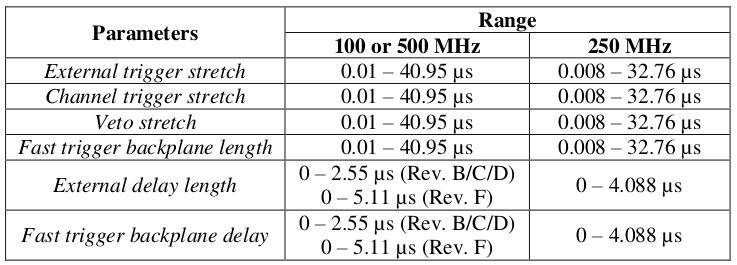 Parameters Range
100 or 500 MHz 250 MHz
External trigger stretch 0.01 – 40.95 µs 0.008 – 32.76 µs
Channel trigger stretch 0.01 – 40.95 µs 0.008 – 32.76 µs
Veto stretch 0.01 – 40.95 µs 0.008 – 32.76 µs
Fast trigger backplane length 0.01 – 40.95 µs 0.008 – 32.76 µs
External delay length 0 – 2.55 µs (Rev. B/C/D) 0 – 4.088 µs
0 – 5.11 µs (Rev. F)
Fast trigger backplane delay 0 – 2.55 µs (Rev. B/C/D) 0 – 4.088 µs
0 – 5.11 µs (Rev. F)